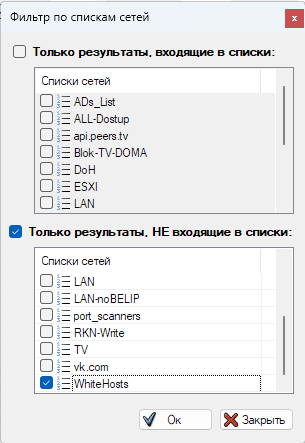 Фильтр по спискам сетей
Только результаты, входящие в списки:
Списки сетей
ADs_List
ALL-Dostup
api.peers.tv
Blok-TV-DOMA
DoH
ESXI
LAN
Только результаты, НЕ входящие в списки:
Списки сетей
LAN
LAN-noBELIP
port_scanners
RKN-Write
TV
vk.com
WhiteHosts
Ок
Закрыть